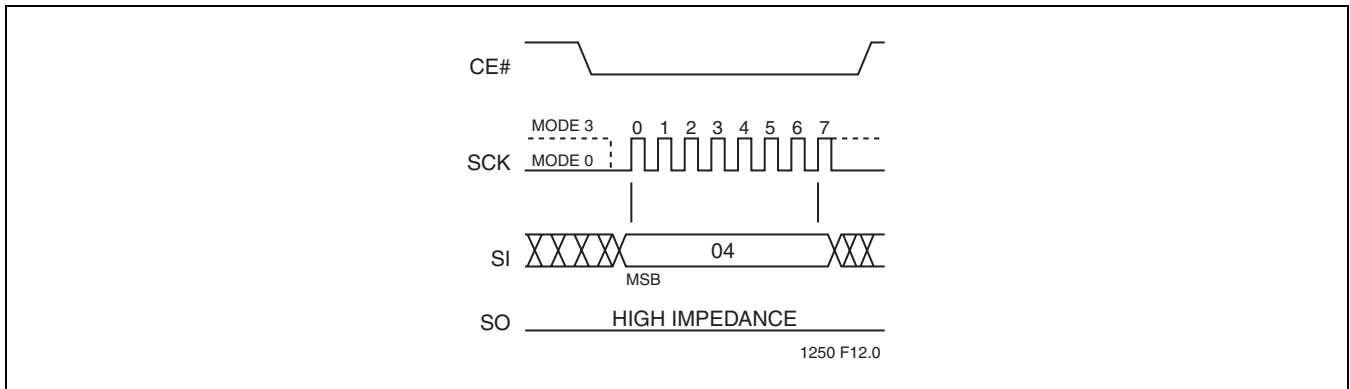 CE#
MODE 3
0 1 2 3 4 5 6 7
SCK
MODE 0
SI
04
MSB
SO
HIGH IMPEDANCE
1250 F12.0